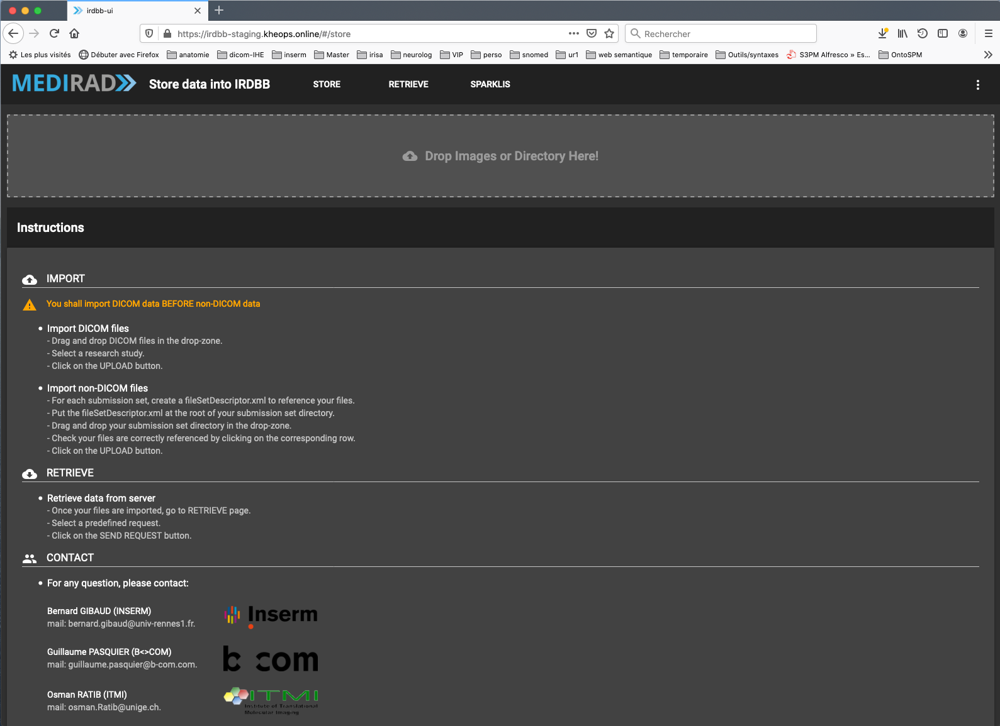 irdbb-ui
https://irdbb-staging.kheops.online/#/store
Rechercher
Les plus visités
Débuter avec Firefox
anatomie
dicom-IHE
inserm
Master
irisa
neurolog
VIP
perso
snomed
ur1
web semantique
temporaire
Outils/syntaxes
S3PM Alfresco » Es...
OntoSPM
MEDIRAD
Store data into IRDBB
STORE
RETRIEVE
SPARKLIS
Drop Images or Directory Here!
Instructions
IMPORT
You shall import DICOM data BEFORE non-DICOM data
• Import DICOM files
- Drag and drop DICOM files in the drop-zone.
- Select a research study.
- Click on the UPLOAD button.
• Import non-DICOM files
- For each submission set, create a fileSetDescriptor.xml to reference your files.
- Put the fileSetDescriptor.xml at the root of your submission set directory.
- Drag and drop your submission set directory in the drop-zone.
- Check your files are correctly referenced by clicking on the corresponding row.
- Click on the UPLOAD button.
RETRIEVE
• Retrieve data from server
- Once your files are imported, go to RETRIEVE page.
- Select a predefined request.
- Click on the SEND REQUEST button.
CONTACT
• For any question, please contact:
Bernard GIBAUD (INSERM)
mail: bernard.gibaud@univ-rennes1.fr.
Inserm
Guillaume PASQUIER (B<>COM)
mail: guillaume.pasquier@b-com.com.
b com
Osman RATIB (ITMI)
mail: osman.Ratib@unige.ch.
ITMI
Institute of Translational
Molecular Imaging